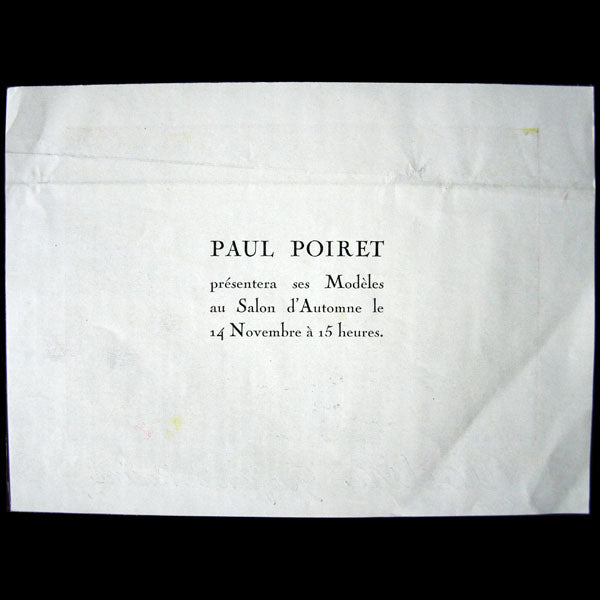 PAUL POIRET
présentera ses Modèles
au Salon d'Automne le
14 Novembre à 15 heures.